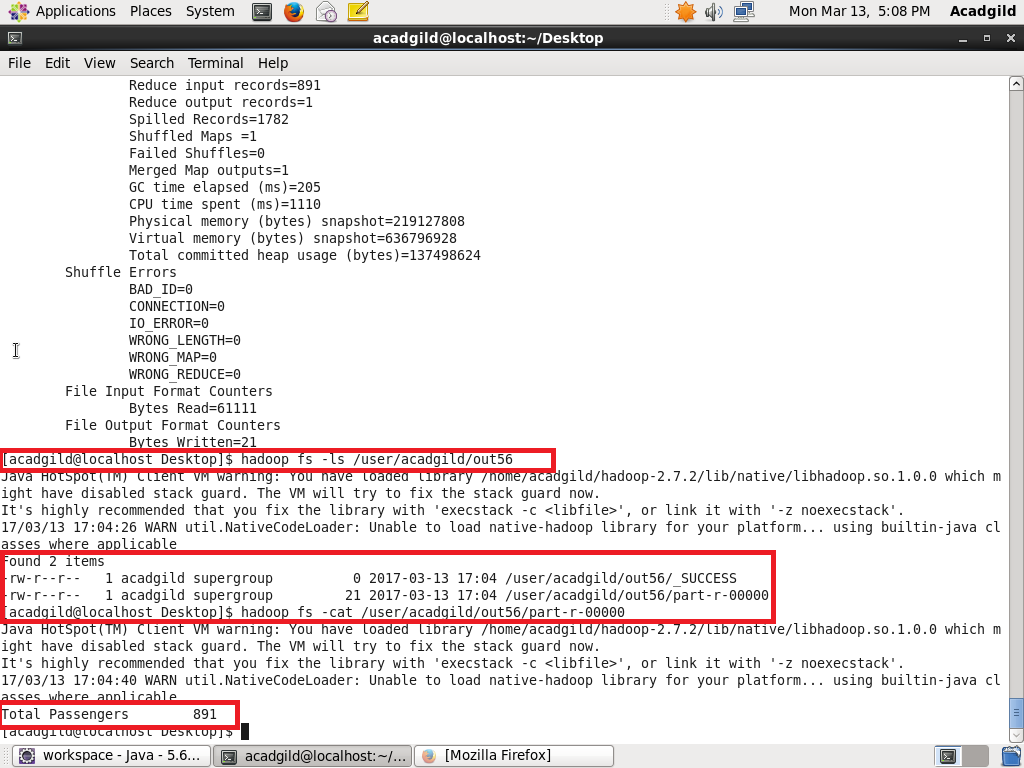 Applications Places System Mon Mar 13, 5:08 PM Acadgild
acadgild@localhost:~/Desktop
File Edit View Search Terminal Help
Reduce input records=891
Reduce output records=1
Spilled Records=1782
Shuffled Maps =1
Failed Shuffles=0
Merged Map outputs=1
GC time elapsed (ms)=205
CPU time spent (ms)=1110
Physical memory (bytes) snapshot=219127808
Virtual memory (bytes) snapshot=636796928
Total committed heap usage (bytes)=137498624
Shuffle Errors
BAD_ID=0
CONNECTION=0
IO_ERROR=0
WRONG_LENGTH=0
WRONG_MAP=0
WRONG_REDUCE=0
File Input Format Counters
Bytes Read=61111
File Output Format Counters
Bytes Written=21
[acadgild@localhost Desktop]$ hadoop fs -ls /user/acadgild/out56
Java HotSpot(TM) Client VM warning: You have loaded library /home/acadgild/hadoop-2.7.2/lib/native/libhadoop.so.1.0.0 which m
ight have disabled stack guard. The VM will try to fix the stack guard now.
It's highly recommended that you fix the library with 'execstack -c <libfile>', or link it with '-z noexecstack'.
17/03/13 17:04:26 WARN util.NativeCodeLoader: Unable to load native-hadoop library for your platform... using builtin-java cl
asses where applicable
Found 2 items
-rw-r--r-- 1 acadgild supergroup 0 2017-03-13 17:04 /user/acadgild/out56/_SUCCESS
-rw-r--r-- 1 acadgild supergroup 21 2017-03-13 17:04 /user/acadgild/out56/part-r-00000
[acadgild@localhost Desktop]$ hadoop fs -cat /user/acadgild/out56/part-r-00000
Java HotSpot(TM) Client VM warning: You have loaded library /home/acadgild/hadoop-2.7.2/lib/native/libhadoop.so.1.0.0 which m
ight have disabled stack guard. The VM will try to fix the stack guard now.
It's highly recommended that you fix the library with 'execstack -c <libfile>', or link it with '-z noexecstack'.
17/03/13 17:04:40 WARN util.NativeCodeLoader: Unable to load native-hadoop library for your platform... using builtin-java cl
asses where applicable
Total Passengers 891
[acadgild@localhost Desktop]$
workspace - Java - 5.6... acadgild@localhost:~/... [Mozilla Firefox]